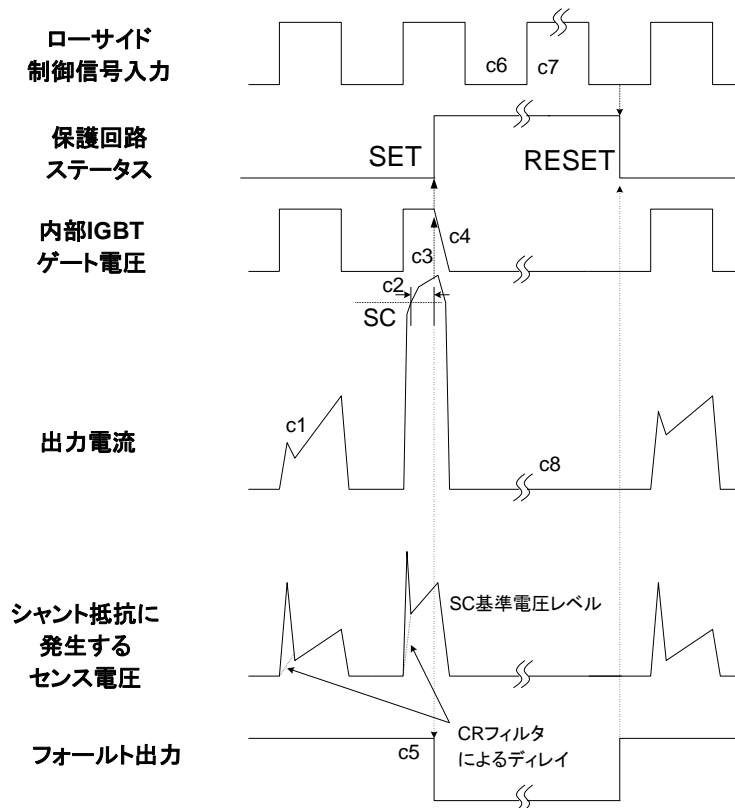 ローサイド
制御信号入力
c6
c7
保護回路
ステータス
SET
RESET
内部IGBT
ゲート電圧
c4
c3
c2
SC
出力電流
c1
c8
シャント抵抗に
発生する
センス電圧
SC基準電圧レベル
CRフィルタ
によるディレイ
フォールト出力
c5